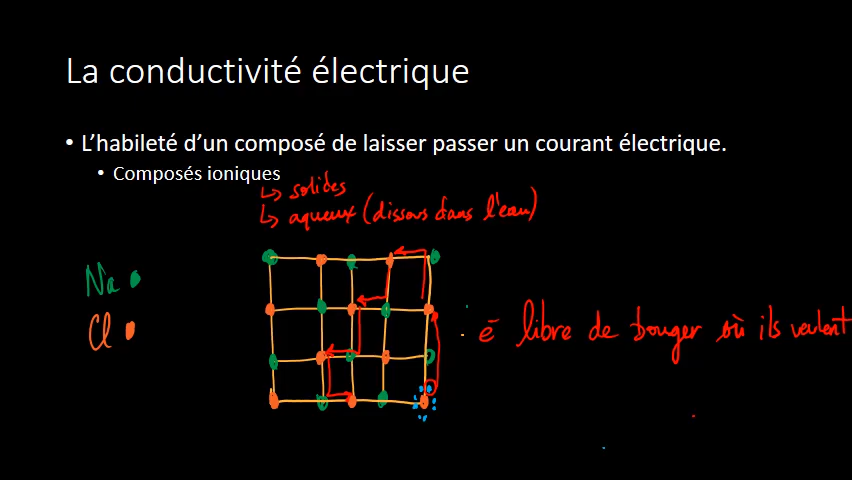 La conductivité électrique
• L'habileté d'un composé de laisser passer un courant électrique.
• Composés ioniques
↳ solides
↳ aqueux (dissous dans l'eau)
Na
Cl
é libre de bouger où ils veulent